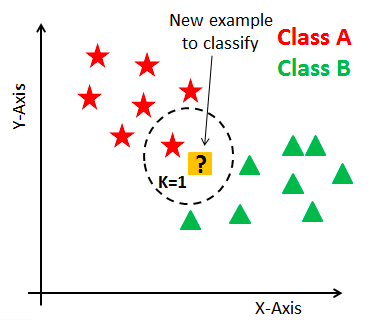 New example
to classify
Class A
Class B
Y-Axis
?
K=1
X-Axis